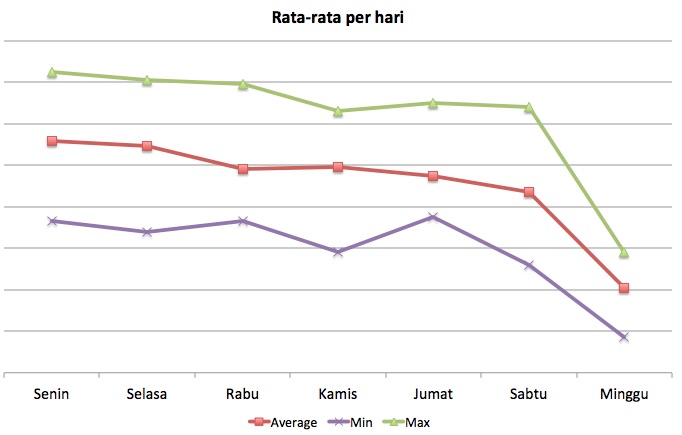 Rata-rata per hari
Senin Selasa Rabu Kamis Jumat Sabtu Minggu
Average Min Max